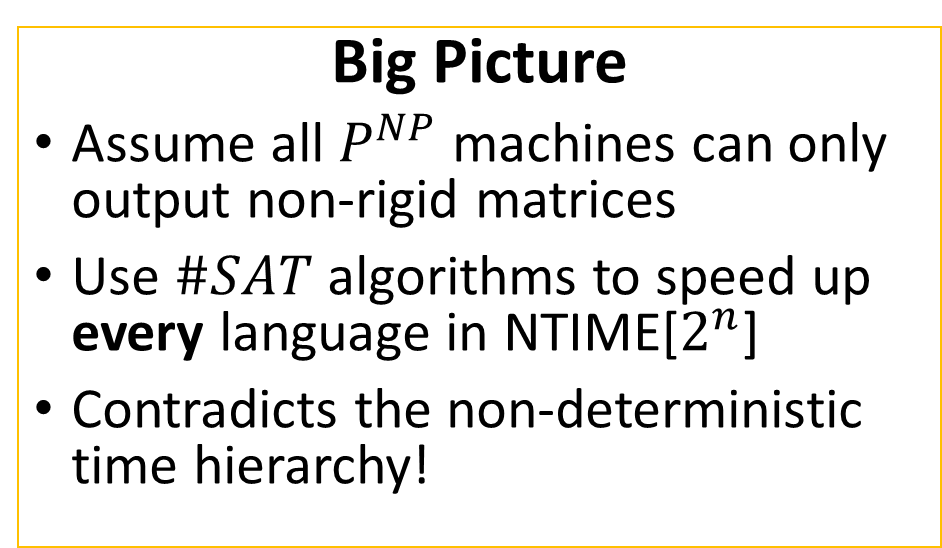 Big Picture
• Assume all $P^{NP}$ machines can only
output non-rigid matrices
• Use $\#SAT$ algorithms to speed up
every language in NTIME[$2^n$]
• Contradicts the non-deterministic
time hierarchy!